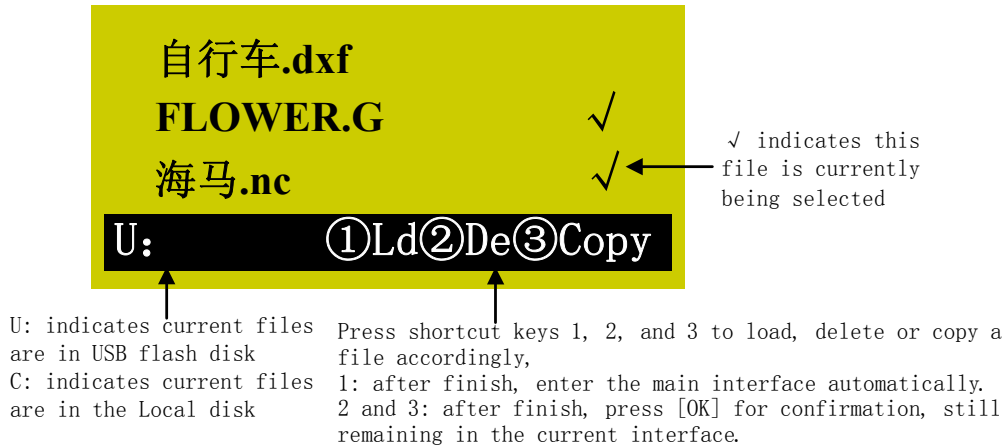 自行车.dxf
FLOWER.G √
海马.nc √
√ indicates this
file is currently
being selected
U: ①Ld②De③Copy
U: indicates current files
are in USB flash disk
C: indicates current files
are in the Local disk
Press shortcut keys 1, 2, and 3 to load, delete or copy a
file accordingly,
1: after finish, enter the main interface automatically.
2 and 3: after finish, press [OK] for confirmation, still
remaining in the current interface.